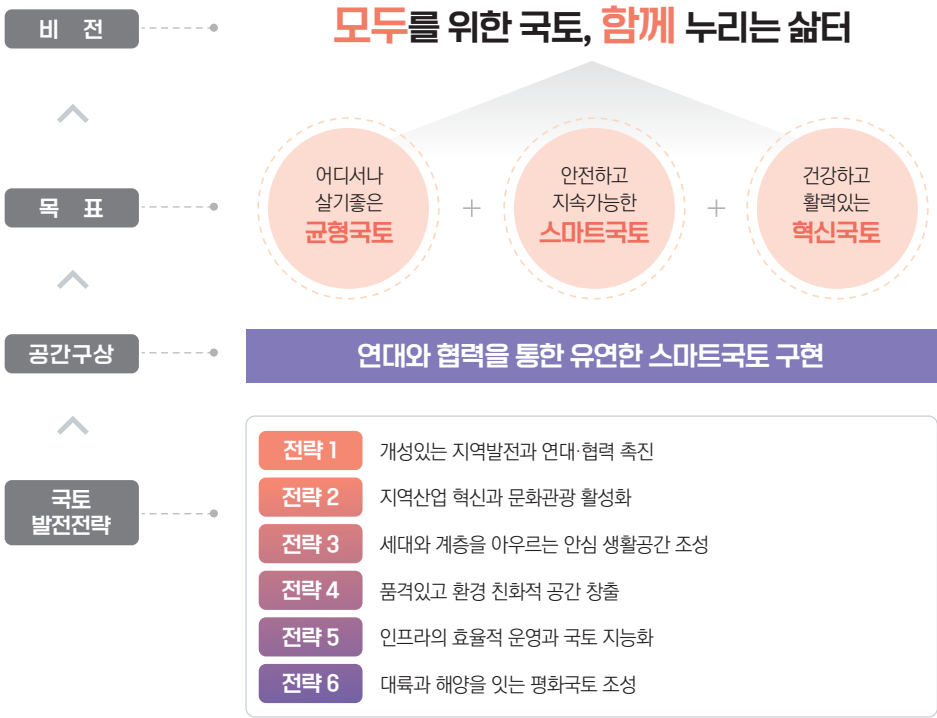 비 전
모두를 위한 국토, 함께 누리는 삶터
목 표
어디서나
살기좋은
균형국토
+
안전하고
지속가능한
스마트국토
+
건강하고
활력있는
혁신국토
공간구상
연대와 협력을 통한 유연한 스마트국토 구현
국토
발전전략
전략 1 개성있는 지역발전과 연대·협력 촉진
전략 2 지역산업 혁신과 문화관광 활성화
전략 3 세대와 계층을 아우르는 안심 생활공간 조성
전략 4 품격있고 환경 친화적 공간 창출
전략 5 인프라의 효율적 운영과 국토 지능화
전략 6 대륙과 해양을 잇는 평화국토 조성